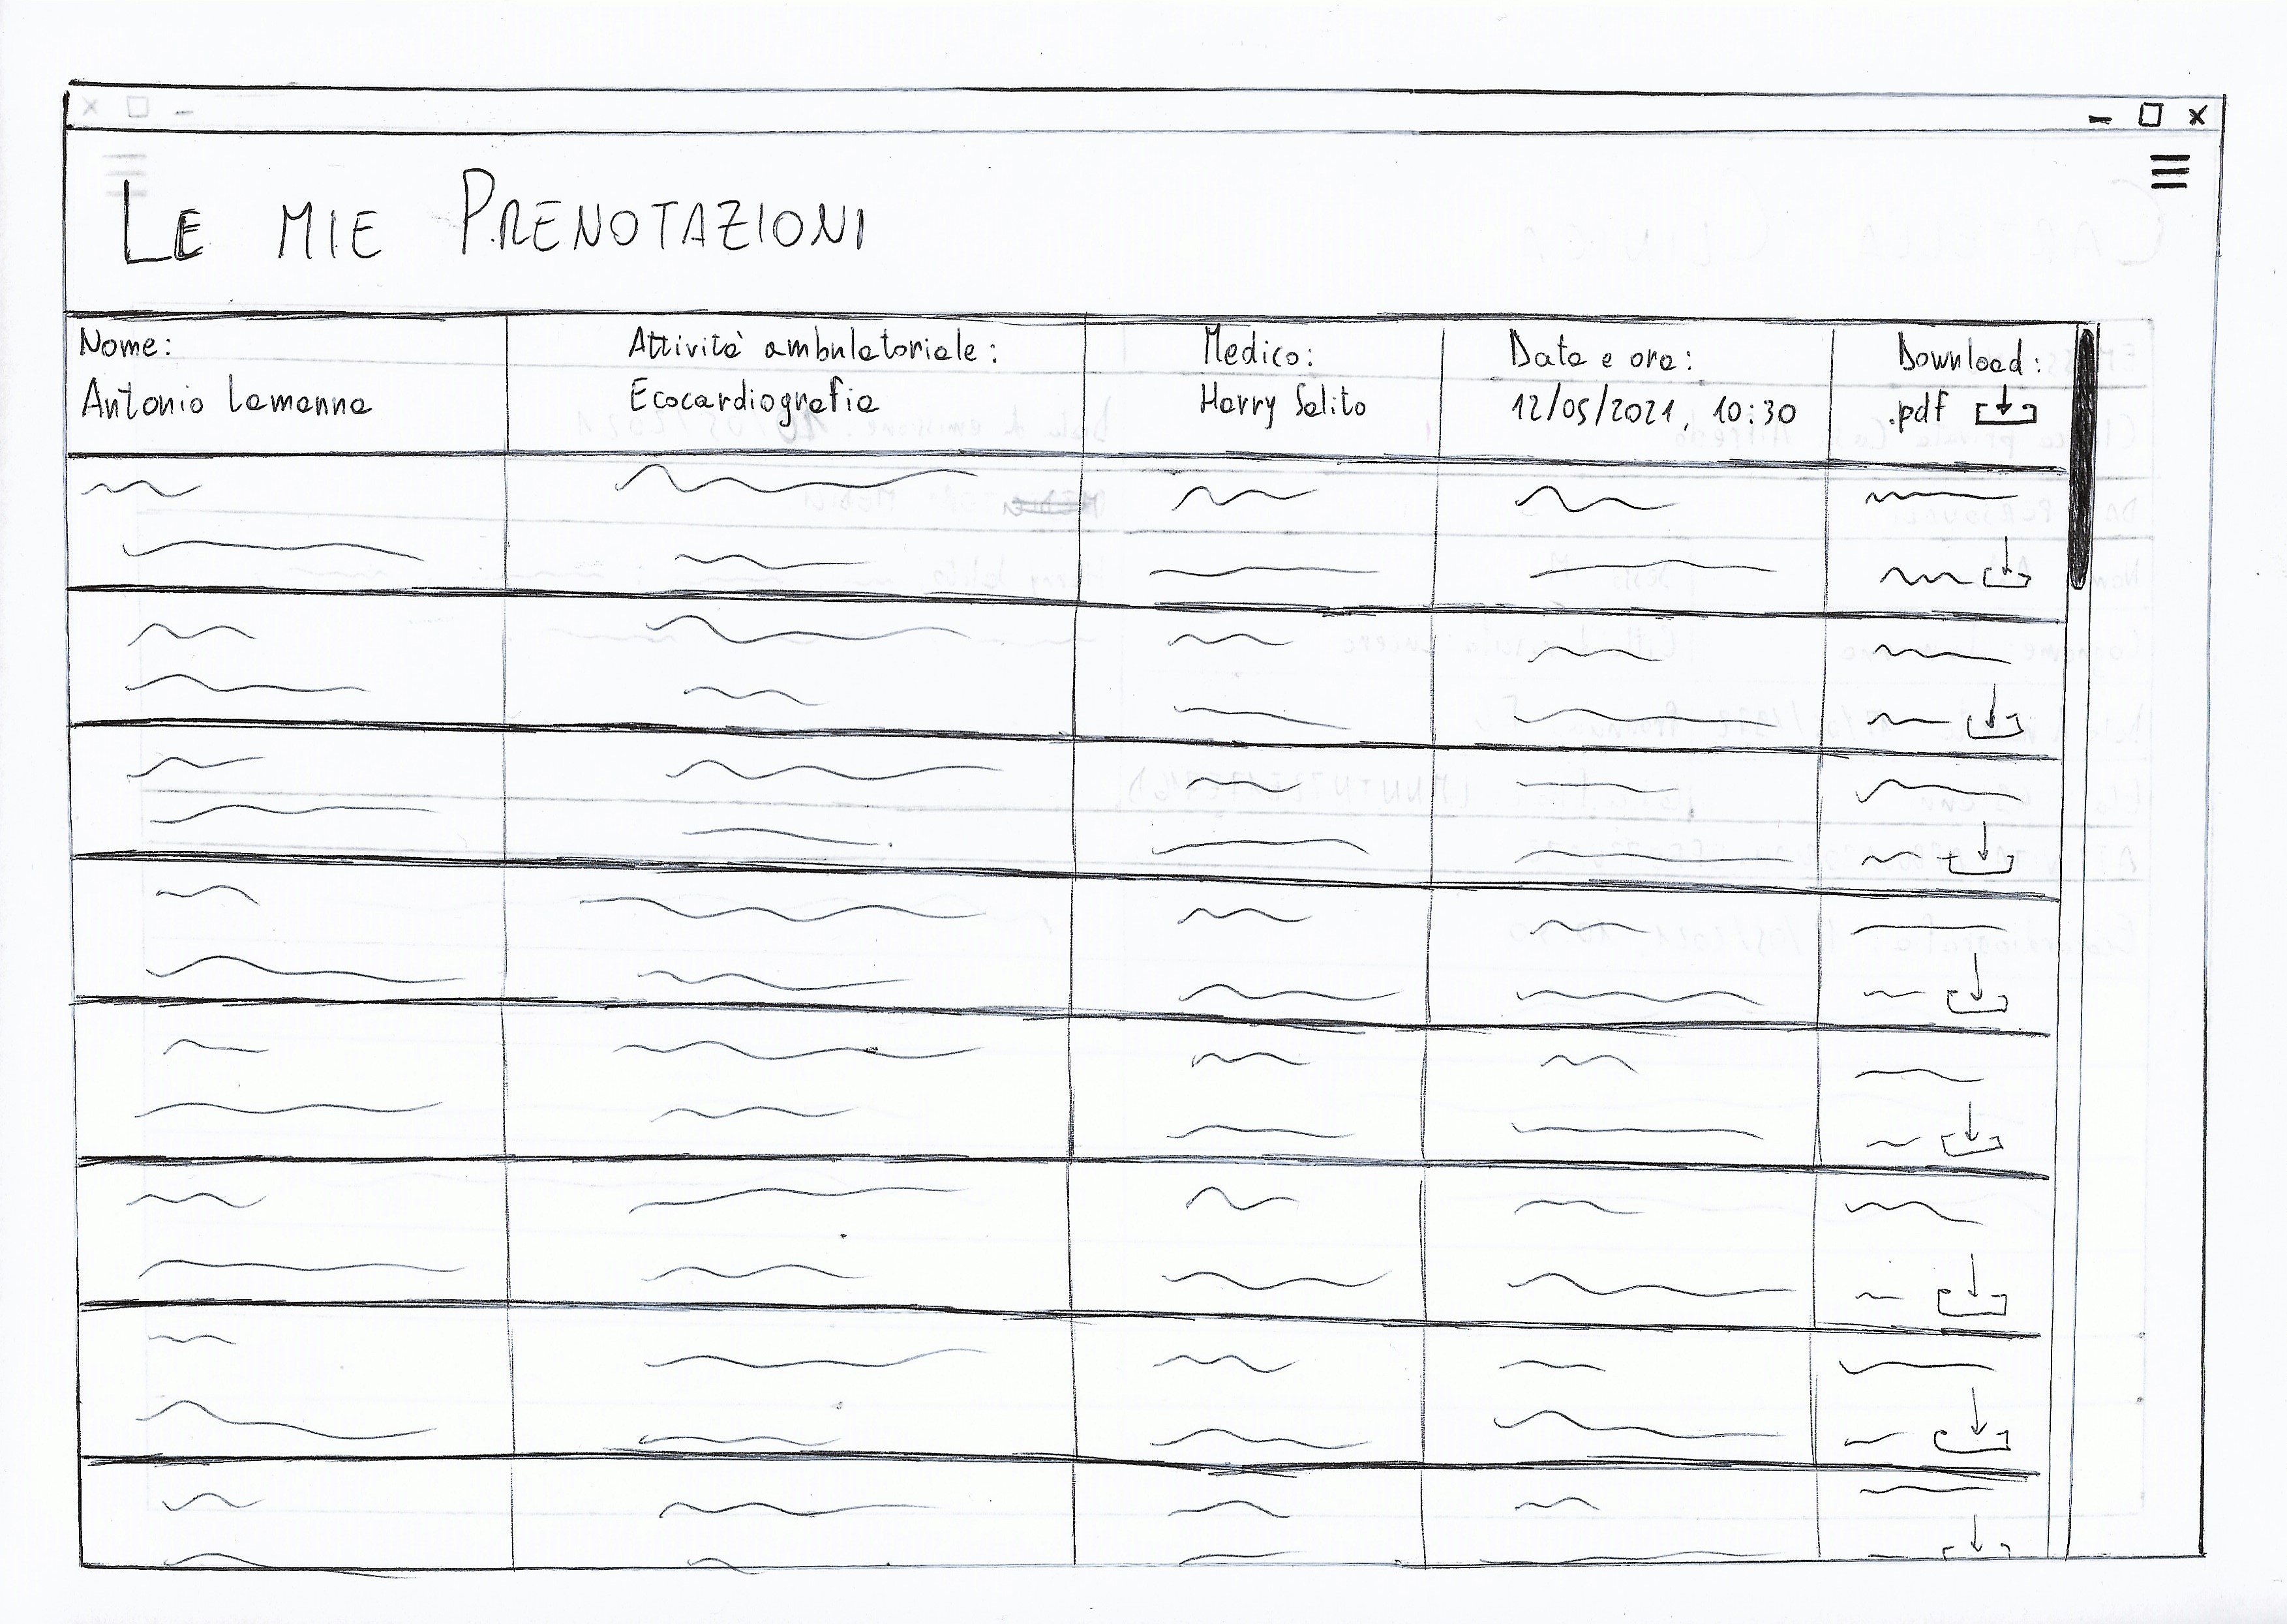 LE MIE PRENOTAZIONI
Nome: Attività ambulatoriale: Medico: Data e ora: Download:
Antonio Lamanna Ecocardiografia Harry Salito 12/05/2021, 10:30 .pdf